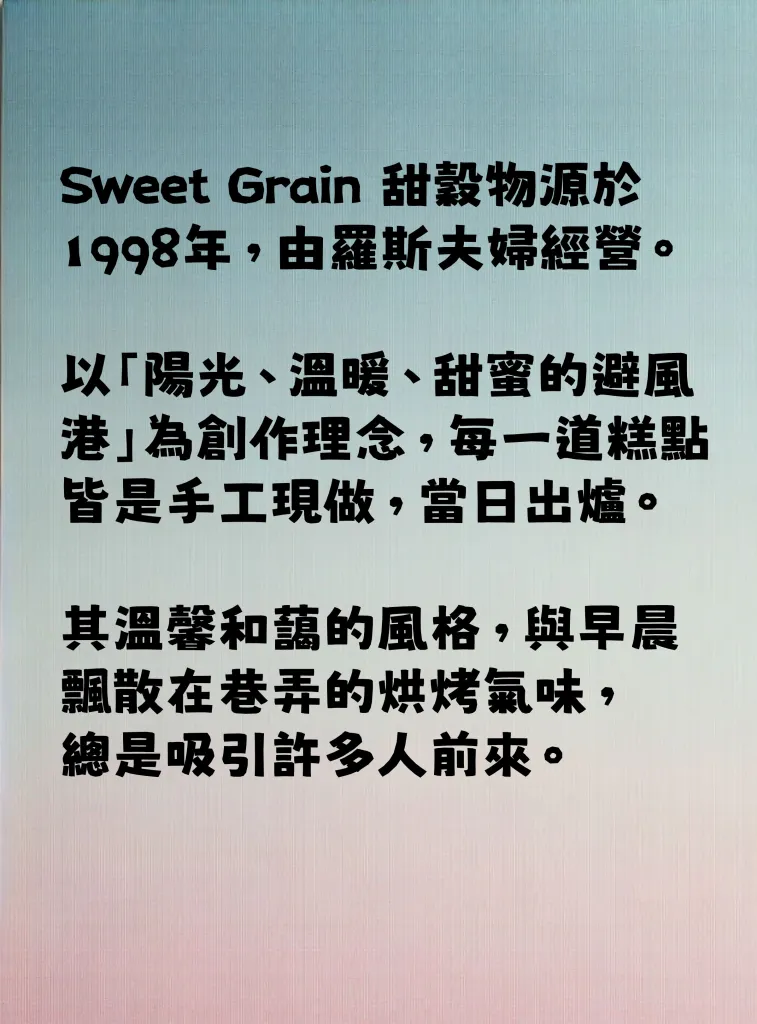 Sweet Grain 甜穀物源於
1998年，由羅斯夫婦經營。
以「陽光、溫暖、甜蜜的避風
港」為創作理念，每一道糕點
皆是手工現做，當日出爐。
其溫馨和藹的風格，與早晨
飄散在巷弄的烘烤氣味，
總是吸引許多人前來。